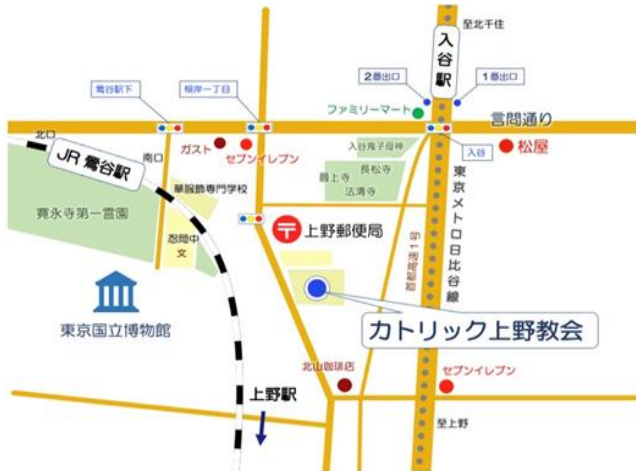 至北千住
入谷駅
2番出口
1番出口
鶯谷駅下
根岸一丁目
ファミリーマート
言問通り
北口
JR 鶯谷駅
南口
ガスト
セブンイレブン
入谷鬼子母神
入谷
松屋
長松寺
最上寺
法清寺
華服飾専門学校
寛永寺第一霊園
忍岡中
文
〒
上野郵便局
首都高速1号
東京メトロ日比谷線
東京国立博物館
カトリック上野教会
北山珈琲店
セブンイレブン
上野駅
至上野